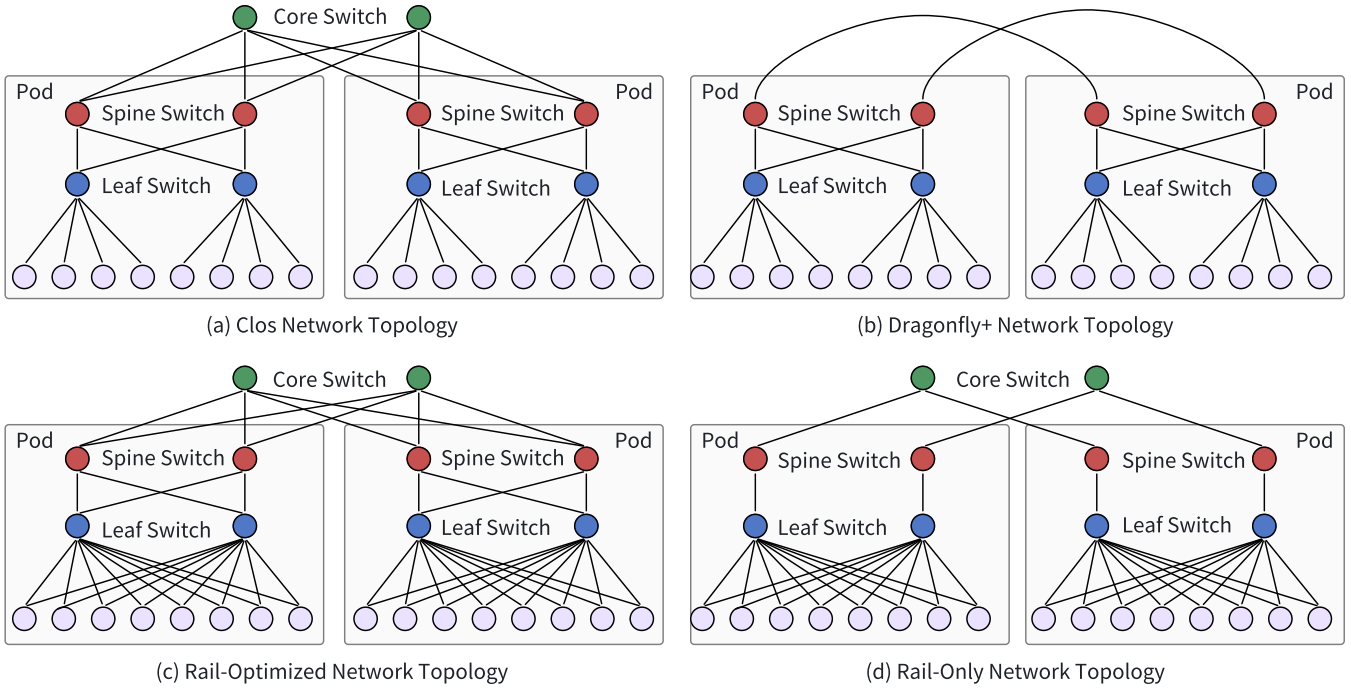 Core Switch
Pod Spine Switch Spine Switch Pod
Leaf Switch Leaf Switch
(a) Clos Network Topology
Pod Spine Switch Spine Switch Pod
Leaf Switch Leaf Switch
(b) Dragonfly+ Network Topology
Core Switch
Pod Spine Switch Spine Switch Pod
Leaf Switch Leaf Switch
(c) Rail-Optimized Network Topology
Core Switch
Pod Spine Switch Spine Switch Pod
Leaf Switch Leaf Switch
(d) Rail-Only Network Topology